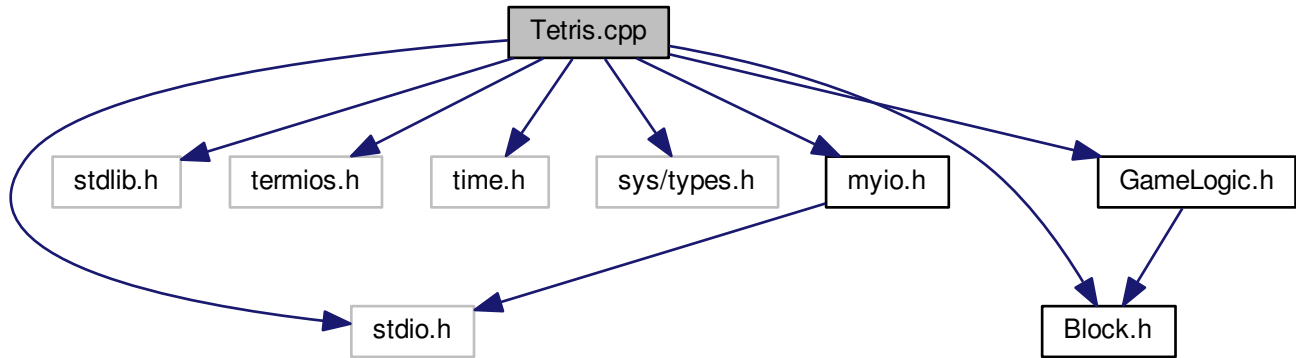 Tetris.cpp
stdlib.h
termios.h
time.h
sys/types.h
myio.h
GameLogic.h
stdio.h
Block.h